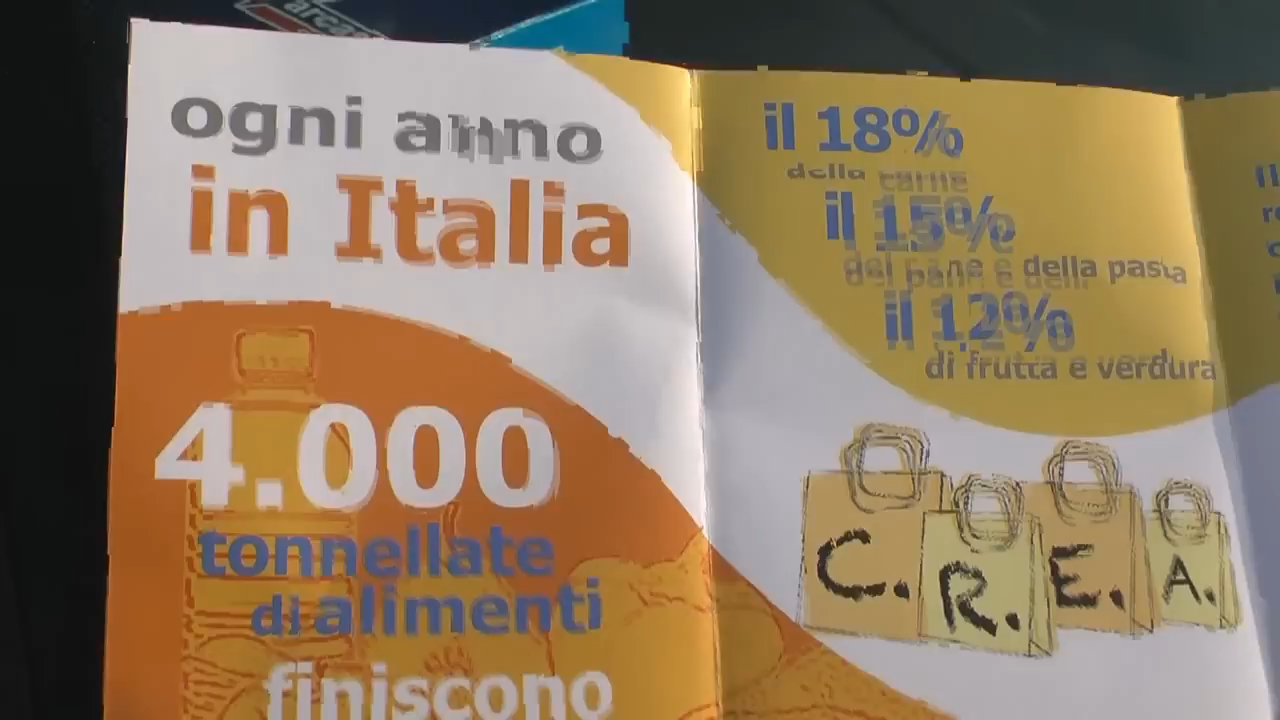 ogni anno
in Italia
4.000
tonnellate
di alimenti
finiscono
il 18%
della carne
il 15%
del pane e della pasta
il 12%
di frutta e verdura
C.R.E.A.